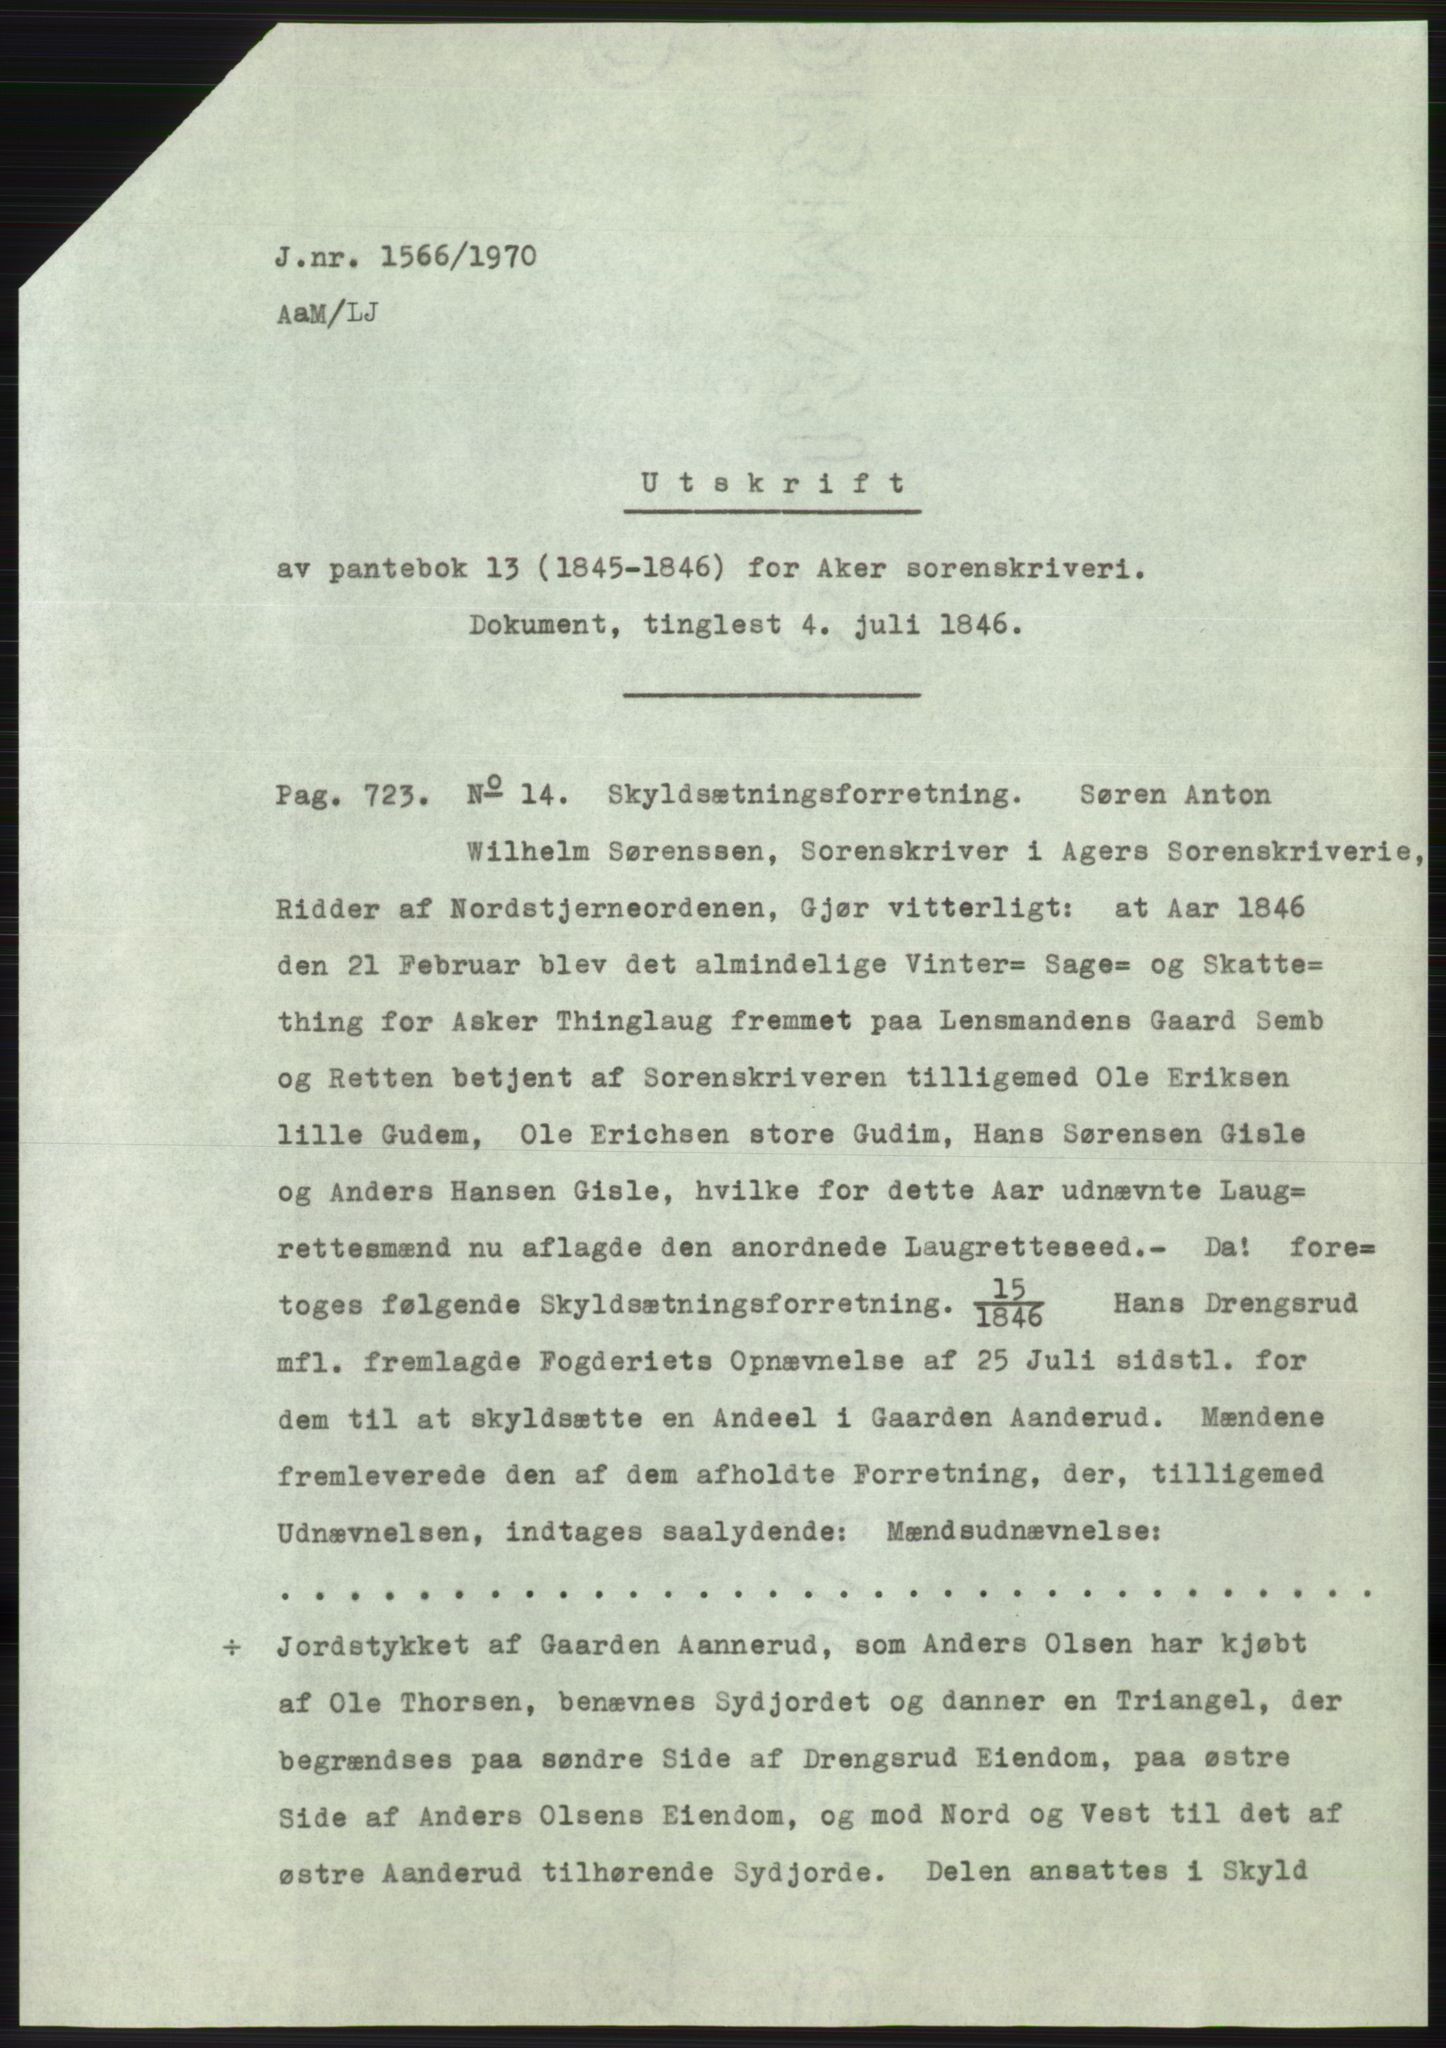 J.nr. 1566/1970
AaM/LJ
U t s k r i f t
av pantebok 13 (1845-1846) for Aker sorenskriveri.
Dokument, tinglest 4. juli 1846.
Pag. 723. Nº 14. Skyldsætningsforretning. Søren Anton
Wilhelm Sørenssen, Sorenskriver i Agers Sorenskriverie,
Ridder af Nordstjerneordenen, Gjør vitterligt: at Aar 1846
den 21 Februar blev det almindelige Vinter= Sage= og Skatte=
thing for Asker Thinglaug fremmet paa Lensmandens Gaard Semb
og Retten betjent af Sorenskriveren tilligemed Ole Eriksen
lille Gudem, Ole Erichsen store Gudim, Hans Sørensen Gisle
og Anders Hansen Gisle, hvilke for dette Aar udnævnte Laug=
rettesmænd nu aflagde den anordnede Laugretteseed.- Da! fore=
toges følgende Skyldsætningsforretning. 15/1846 Hans Drengsrud
mfl. fremlagde Fogderiets Opnævnelse af 25 Juli sidstl. for
dem til at skyldsætte en Andeel i Gaarden Aanderud. Mændene
fremleverede den af dem afholdte Forretning, der, tilligemed
Udnævnelsen, indtages saalydende: Mændsudnævnelse:
. . . . . . . . . . . . . . . . . . . . . . . . . . . . . . . .
÷ Jordstykket af Gaarden Aannerud, som Anders Olsen har kjøbt
af Ole Thorsen, benævnes Sydjordet og danner en Triangel, der
begrændses paa søndre Side af Drengsrud Eiendom, paa østre
Side af Anders Olsens Eiendom, og mod Nord og Vest til det af
østre Aanderud tilhørende Sydjorde. Delen ansattes i Skyld